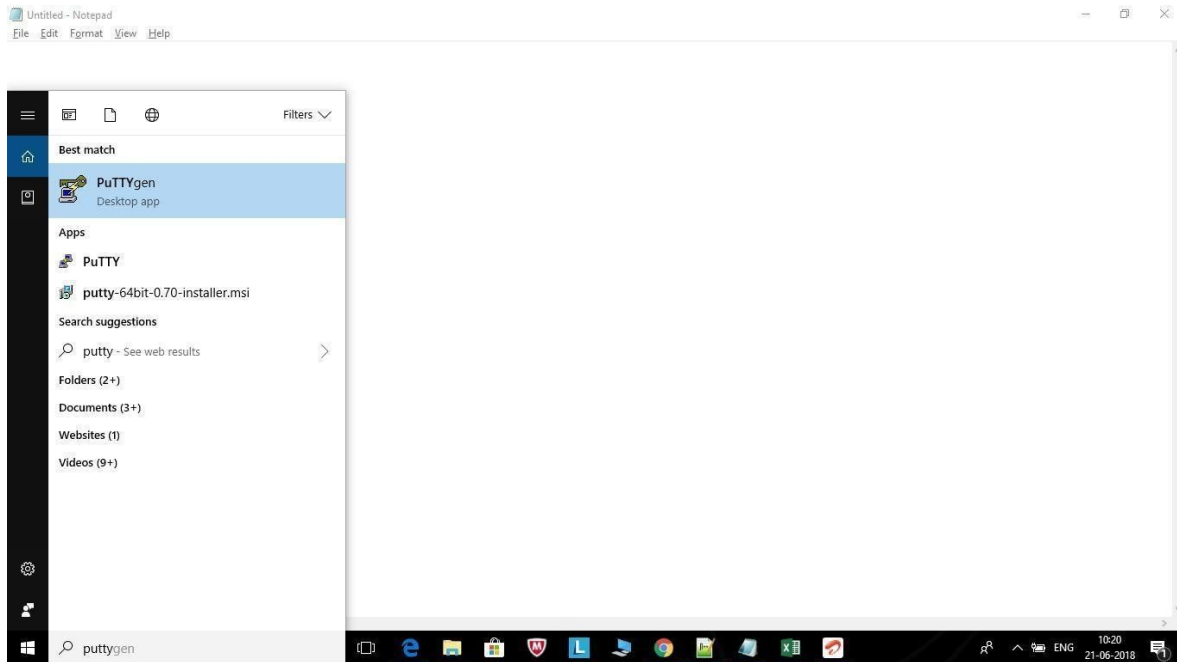 Untitled - Notepad
File Edit Format View Help
Filters
Best match
PuTTYgen
Desktop app
Apps
PuTTY
putty-64bit-0.70-installer.msi
Search suggestions
putty - See web results
Folders (2+)
Documents (3+)
Websites (1)
Videos (9+)
puttygen
L
ENG
10:20
21-06-2018
1